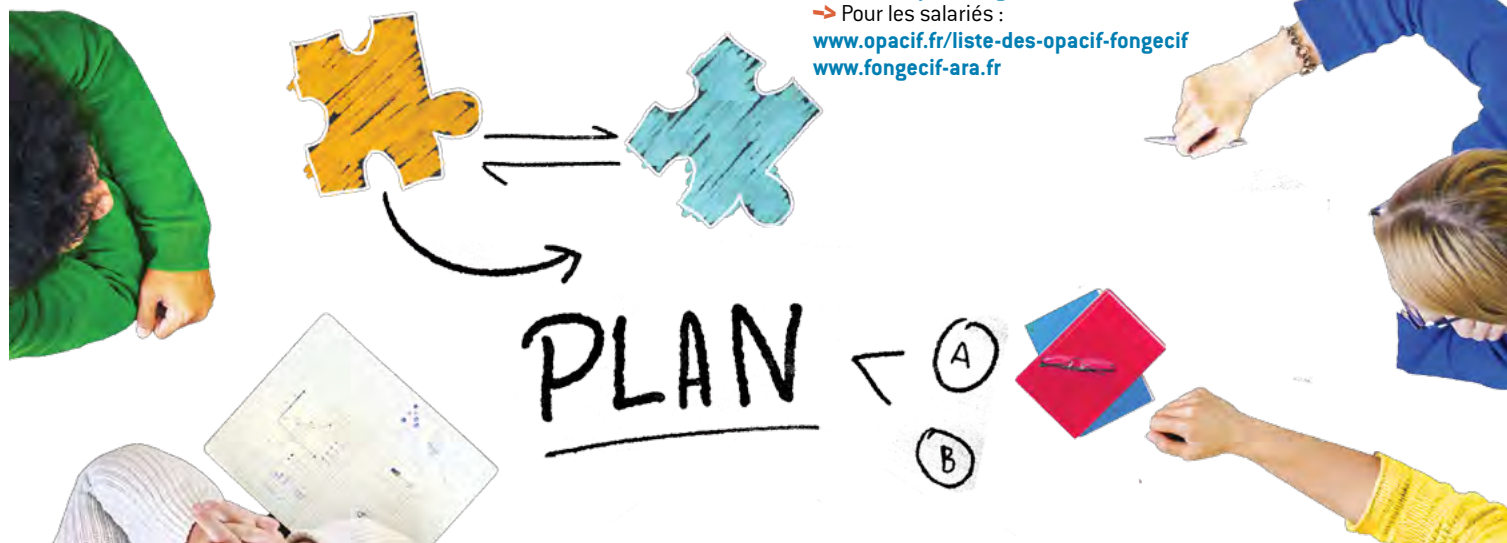 -> Pour les salariés :
www.opacif.fr/liste-des-opacif-fongecif
www.fongecif-ara.fr
PLAN
A
B